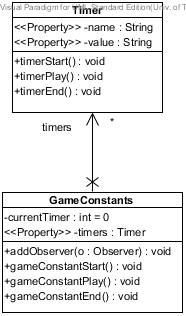 Visual Paradigm for UML Standard Edition(Univ. of T
Timer
<<Property>> -name : String
<<Property>> -value : String
+timerStart() : void
+timerPlay() : void
+timerEnd() : void
timers *
GameConstants
-currentTimer : int = 0
<<Property>> -timers : Timer
+addObserver(o : Observer) : void
+gameConstantStart() : void
+gameConstantPlay() : void
+gameConstantEnd() : void